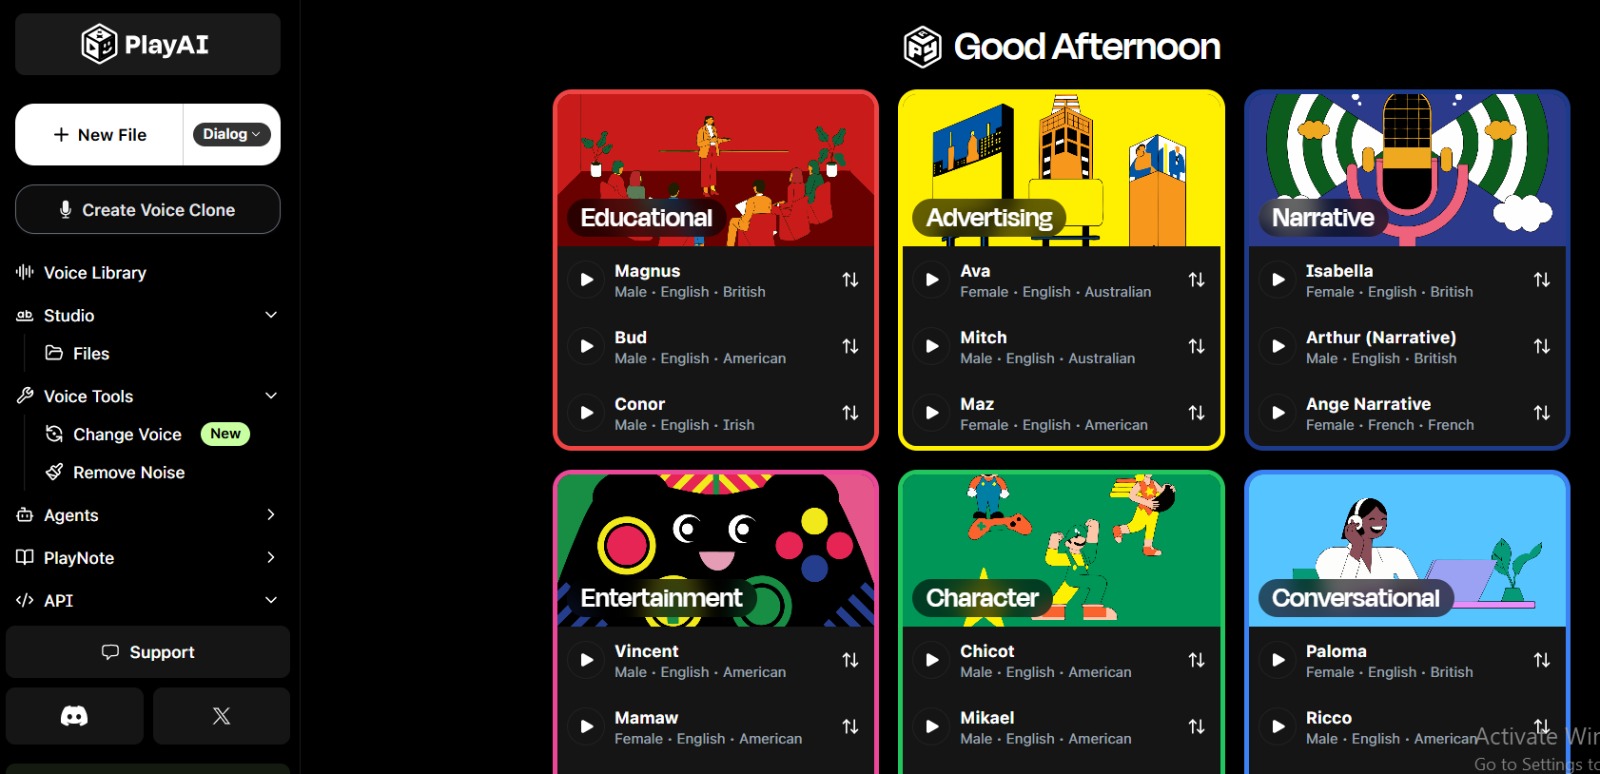 PlayAI
+ New File
Dialog
Create Voice Clone
Voice Library
ab Studio
Files
Voice Tools
Change Voice New
Remove Noise
Agents
PlayNote
</> API
Support
Good Afternoon
Educational
Magnus
Male • English • British
Bud
Male • English • American
Conor
Male • English • Irish
Advertising
Ava
Female • English • Australian
Mitch
Male • English • Australian
Maz
Female • English • American
Narrative
Isabella
Female • English • British
Arthur (Narrative)
Male • English • British
Ange Narrative
Female • French • French
Entertainment
Vincent
Male • English • American
Mamaw
Female • English • American
Character
Chicot
Male • English • American
Mikael
Male • English • American
Conversational
Paloma
Female • English • British
Ricco
Male • English • American
Activate Win
Go to Settings to